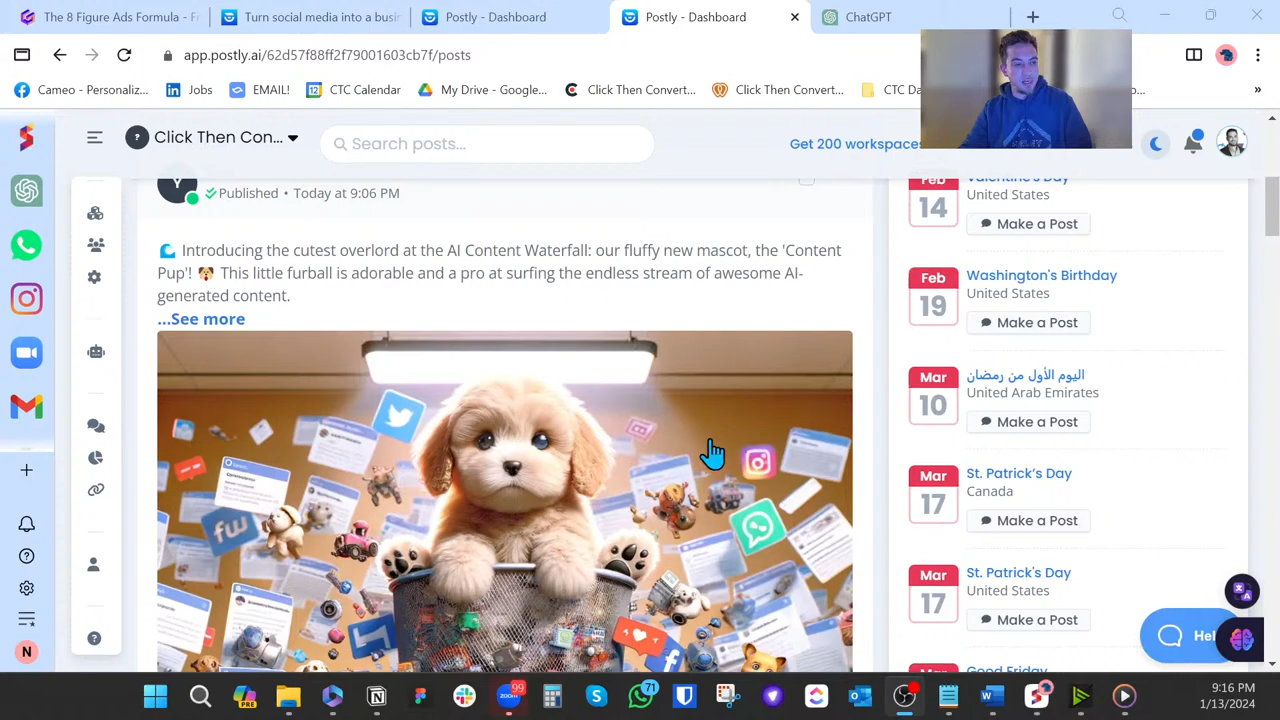 The 8 Figure Ads Formula - Fr
Turn social media into a busin
Postly - Dashboard
Postly - Dashboard
ChatGPT
app.postly.ai/62d57f88ff2f79001603cb7f/posts
Cameo - Personaliz...
Jobs
EMAIL!
CTC Calendar
My Drive - Google...
Click Then Convert...
Click Then Convert...
CTC Da
Click Then Con...
Search posts...
Get 200 workspaces
Published • Today at 9:06 PM
🌊 Introducing the cutest overlord at the AI Content Waterfall: our fluffy new mascot, the 'Content
Pup'! 🐶 This little furball is adorable and a pro at surfing the endless stream of awesome AI-
generated content.
...See more
Feb
14
Valentine's Day
United States
Make a Post
Feb
19
Washington's Birthday
United States
Make a Post
Mar
10
اليوم الأول من رمضان
United Arab Emirates
Make a Post
Mar
17
St. Patrick's Day
Canada
Make a Post
Mar
17
St. Patrick's Day
United States
Make a Post
Mar
Good Friday
Hel
N
PRE
99
71
9:16 PM
1/13/2024